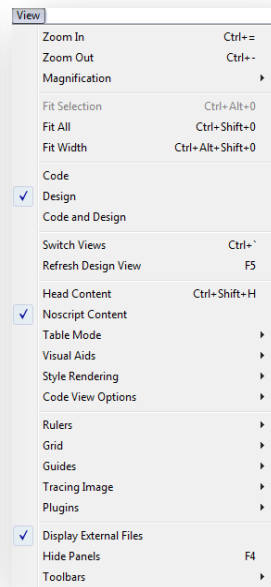 View
Zoom In Ctrl+=
Zoom Out Ctrl+-
Magnification
Fit Selection Ctrl+Alt+0
Fit All Ctrl+Shift+0
Fit Width Ctrl+Alt+Shift+0
Code
Design
Code and Design
Switch Views Ctrl+`
Refresh Design View F5
Head Content Ctrl+Shift+H
Noscript Content
Table Mode
Visual Aids
Style Rendering
Code View Options
Rulers
Grid
Guides
Tracing Image
Plugins
Display External Files
Hide Panels F4
Toolbars